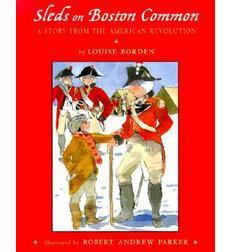 Sleds on Boston Common
A STORY FROM THE AMERICAN REVOLUTION
by LOUISE BORDEN
illustrated by ROBERT ANDREW PARKER